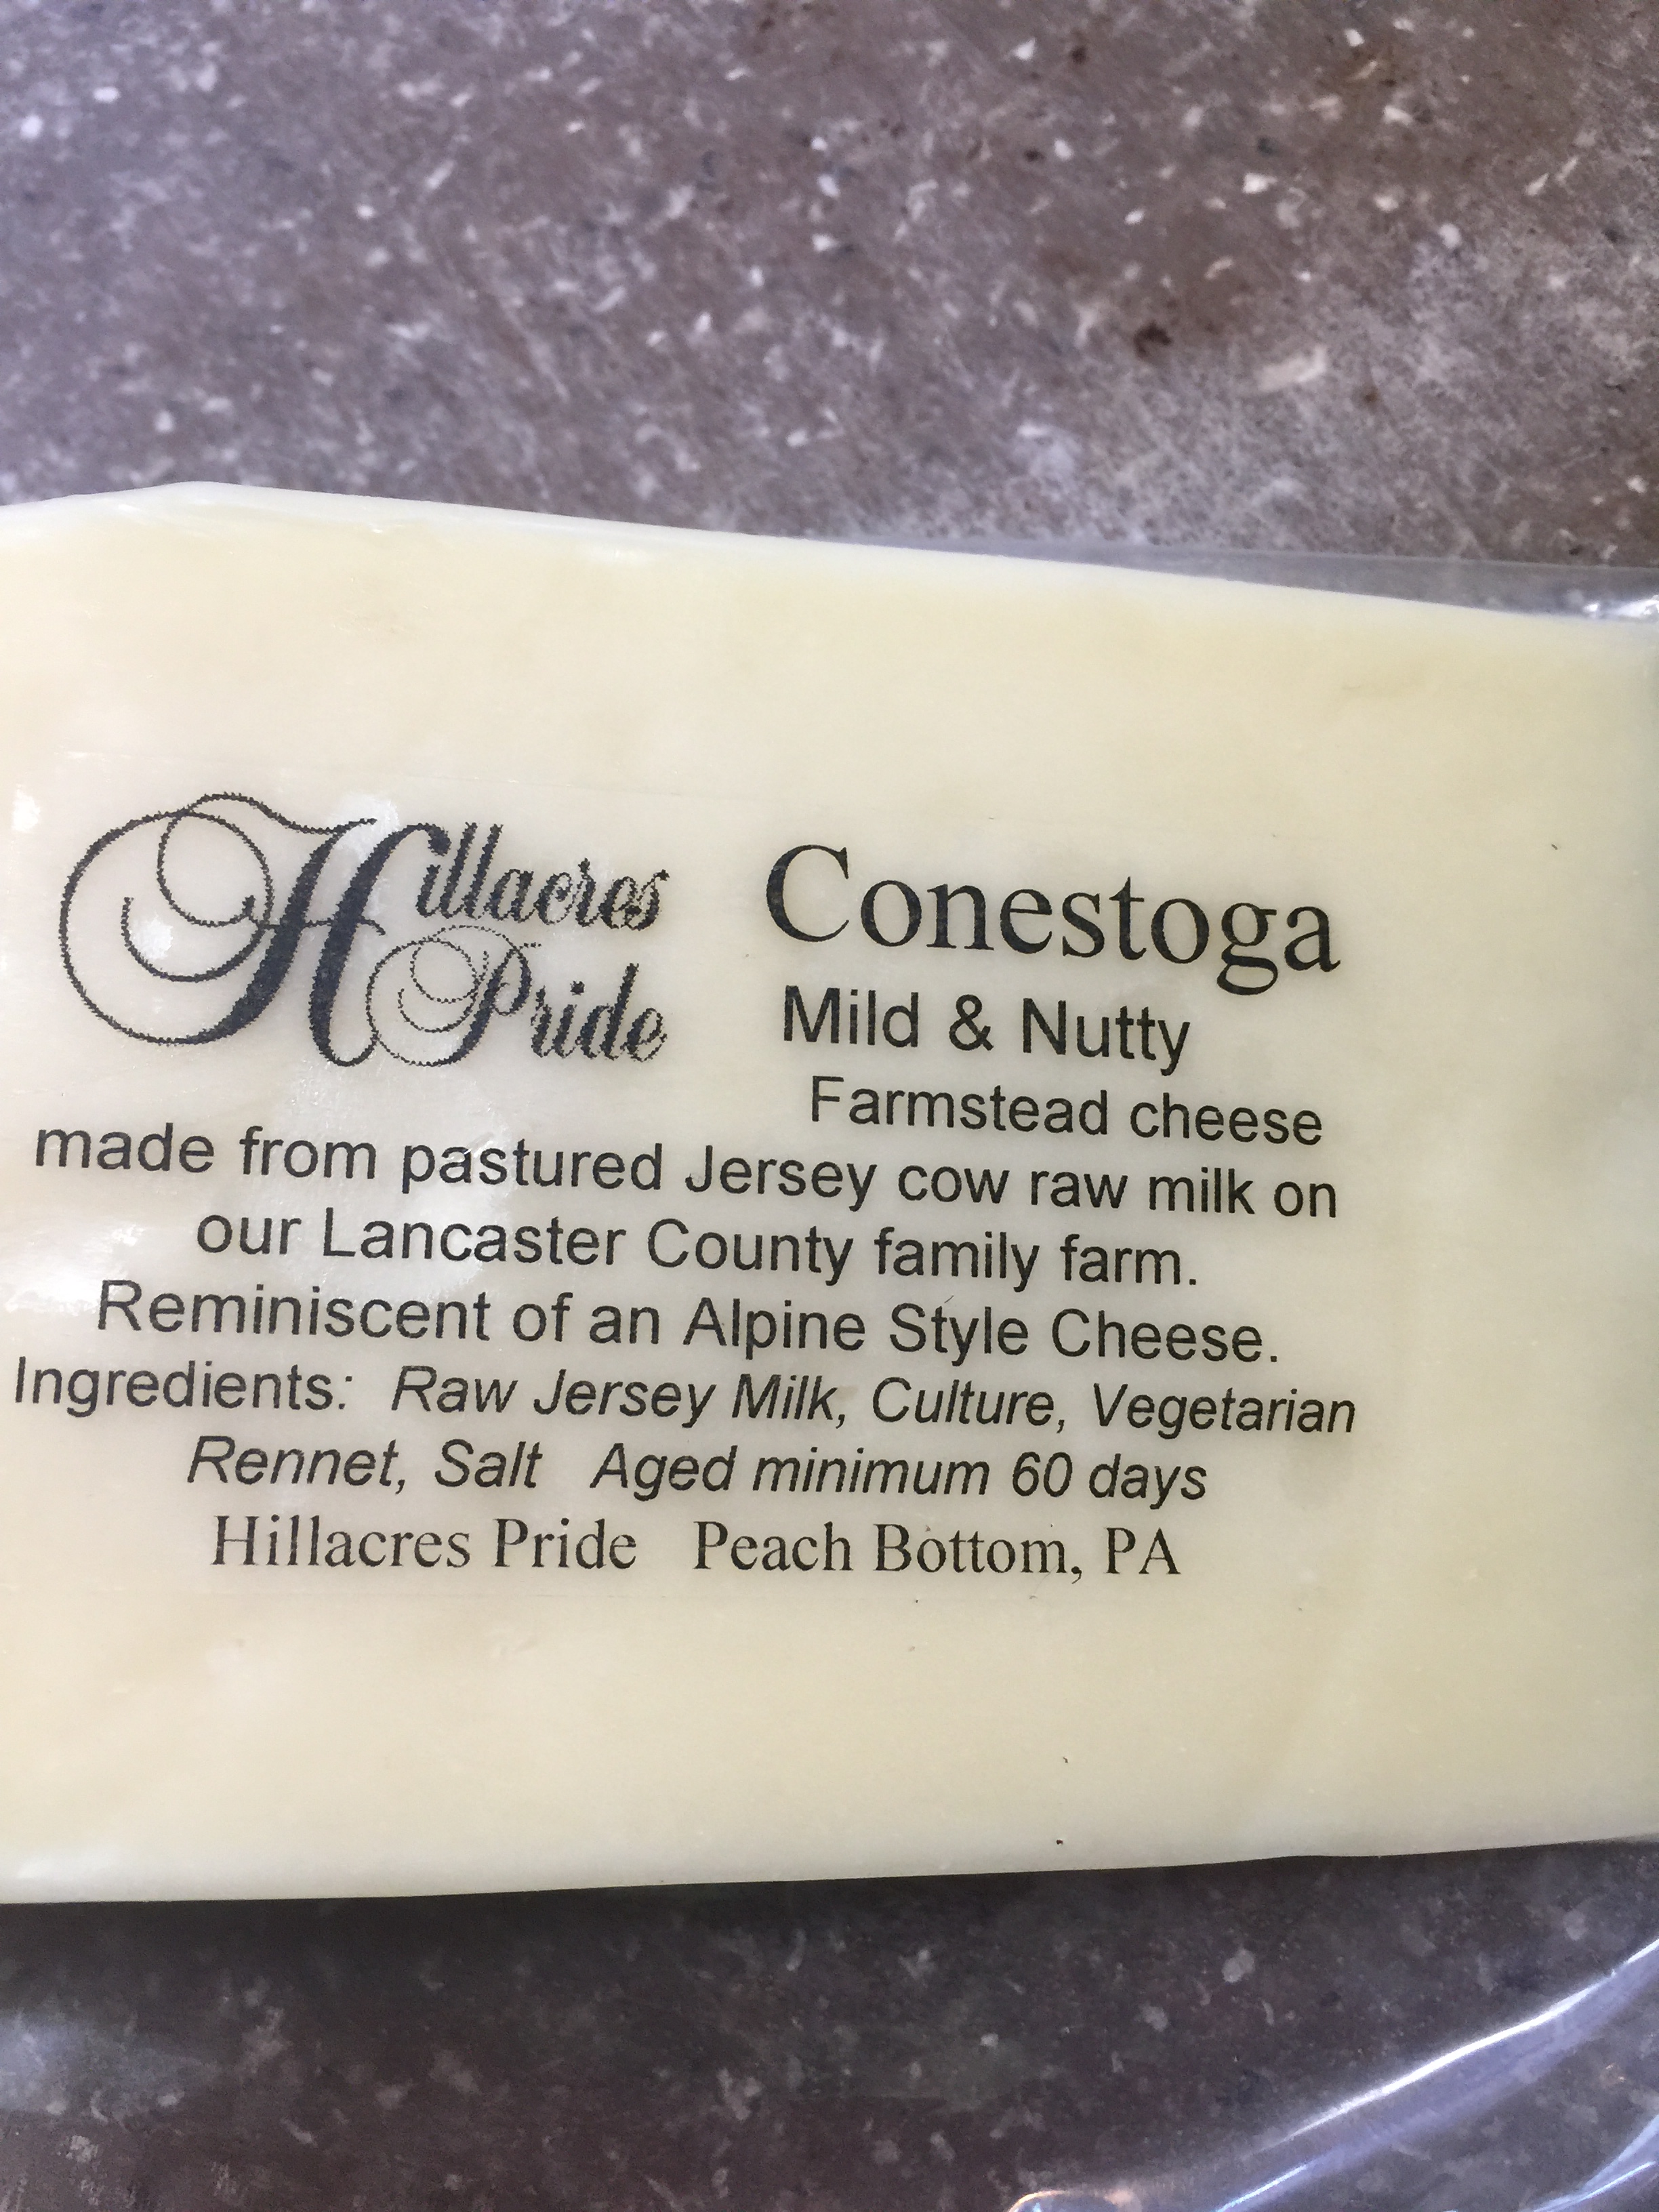 Hillacres
Pride
Conestoga
Mild & Nutty
Farmstead cheese
made from pastured Jersey cow raw milk on
our Lancaster County family farm.
Reminiscent of an Alpine Style Cheese.
Ingredients: Raw Jersey Milk, Culture, Vegetarian
Rennet, Salt Aged minimum 60 days
Hillacres Pride Peach Bottom, PA